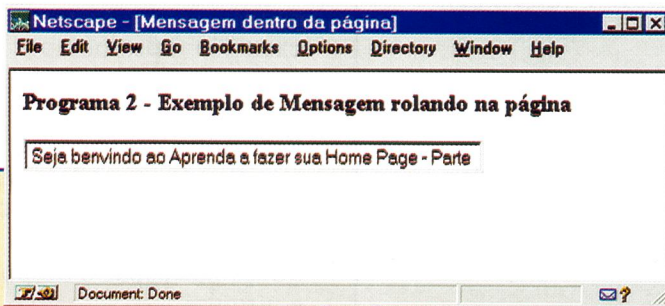 Netscape - [Mensagem dentro da página]
File Edit View Go Bookmarks Options Directory Window Help
Programa 2 - Exemplo de Mensagem rolando na página
Seja benvindo ao Aprenda a fazer sua Home Page - Parte
Document: Done